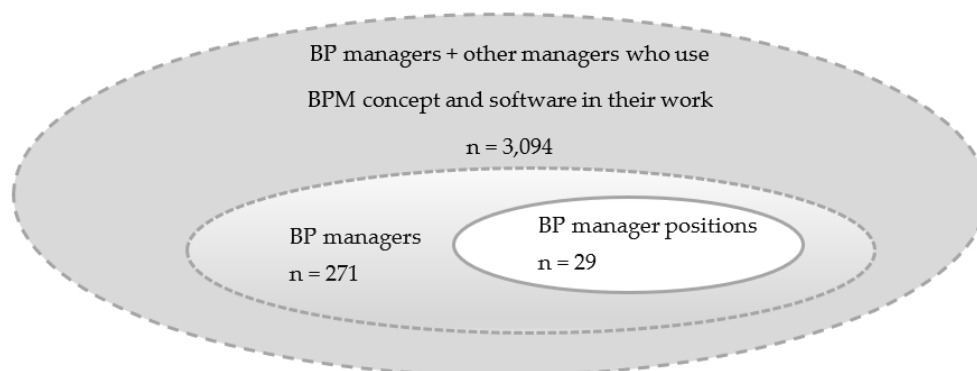 BP managers + other managers who use
BPM concept and software in their work
n = 3,094
BP managers
n = 271
BP manager positions
n = 29